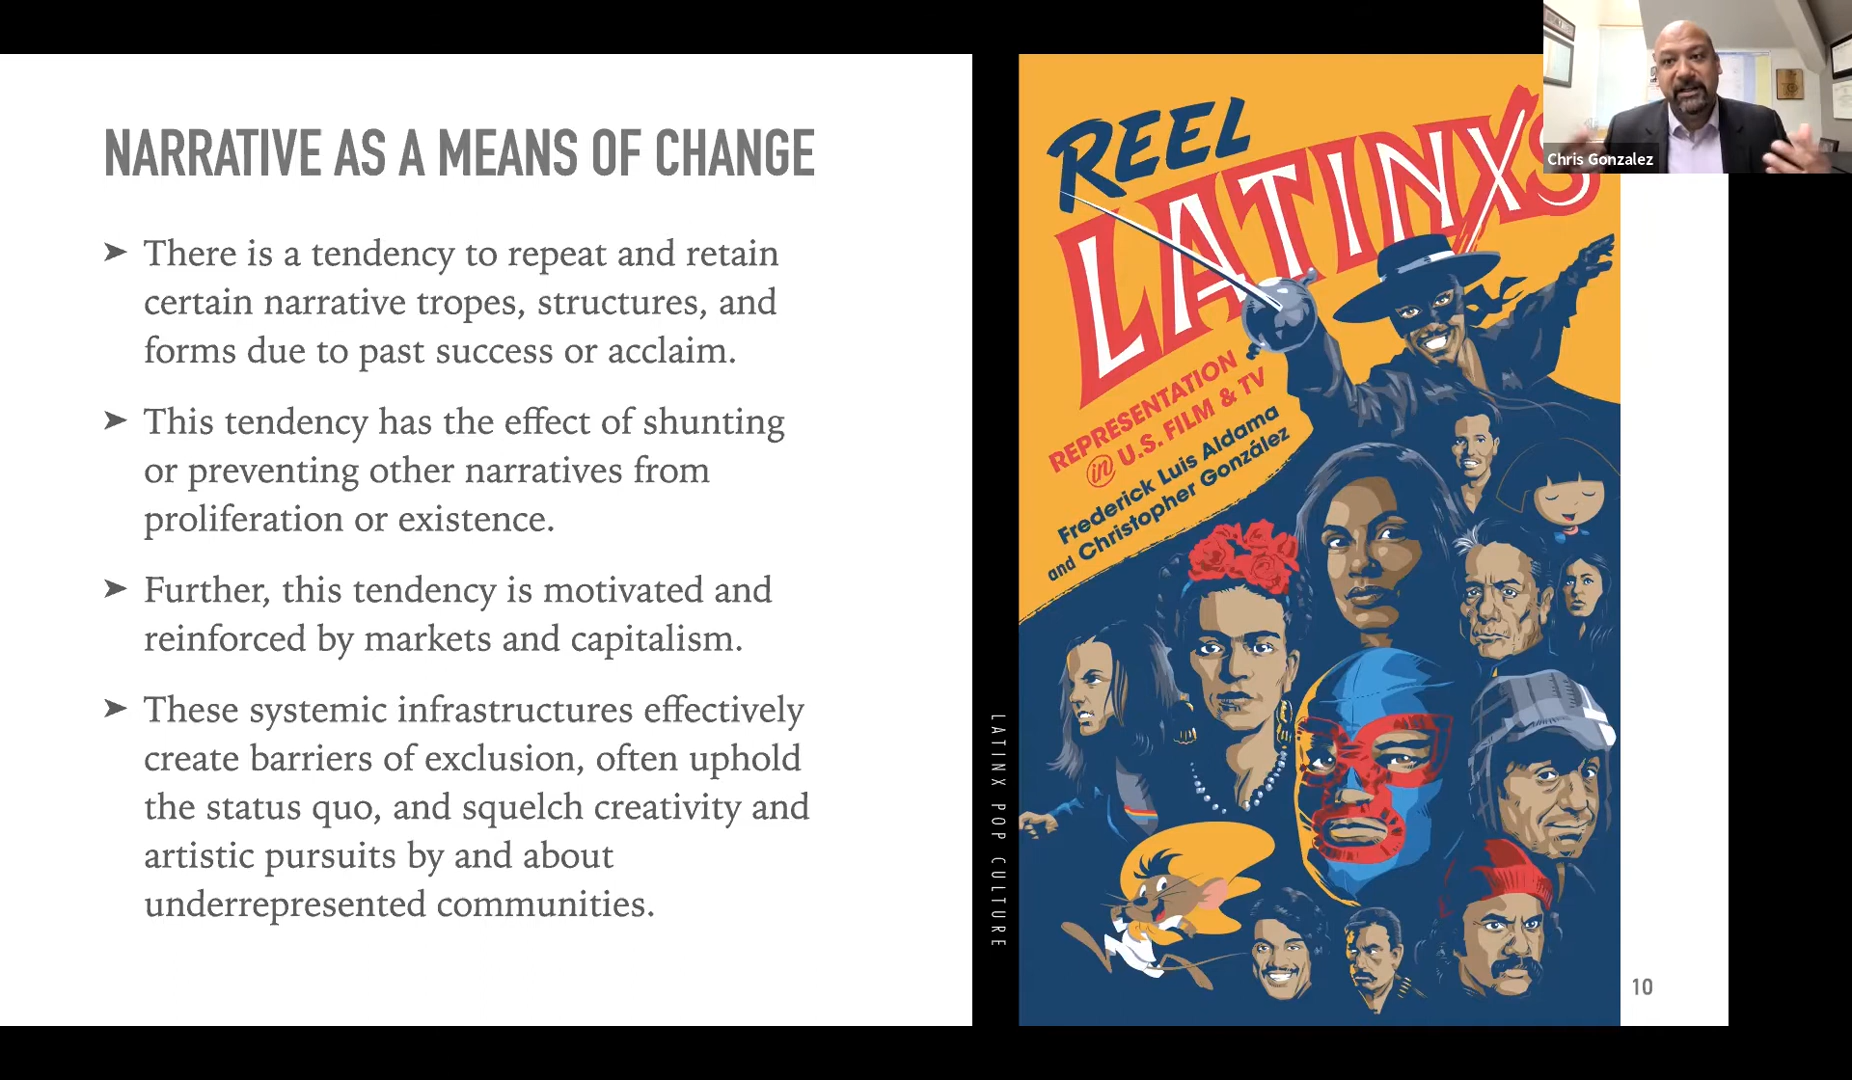 NARRATIVE AS A MEANS OF CHANGE
➤ There is a tendency to repeat and retain
certain narrative tropes, structures, and
forms due to past success or acclaim.
➤ This tendency has the effect of shunting
or preventing other narratives from
proliferation or existence.
➤ Further, this tendency is motivated and
reinforced by markets and capitalism.
➤ These systemic infrastructures effectively
create barriers of exclusion, often uphold
the status quo, and squelch creativity and
artistic pursuits by and about
underrepresented communities.
LATINX POP CULTURE
REEL
LATINXS
REPRESENTATION
in U.S. FILM & TV
Frederick Luis Aldama
and Christopher González
Chris Gonzalez
10